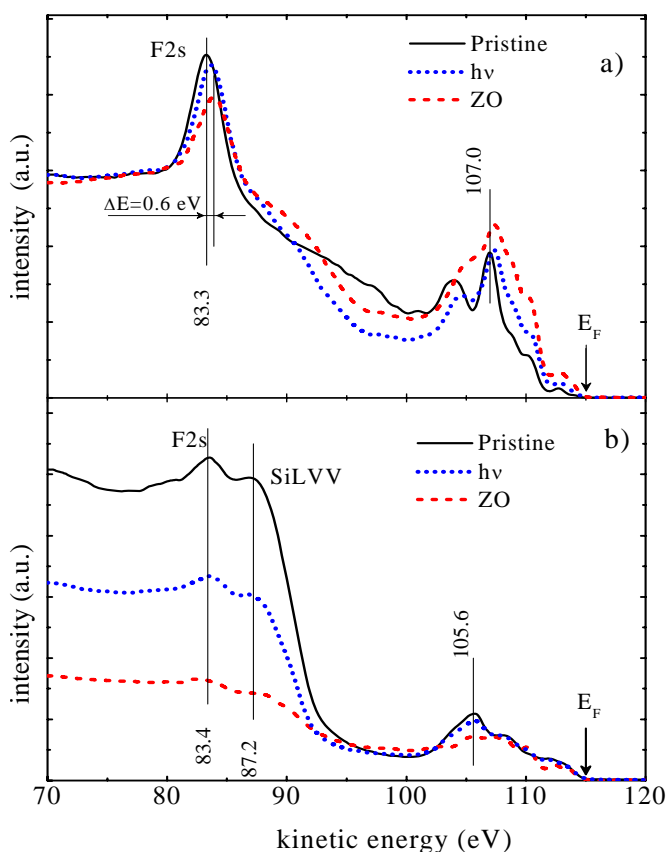 F2s
Pristine
hν
ZO
a)
107.0
ΔE=0.6 eV
83.3
E_F
intensity (a.u.)
F2s
SiLVV
Pristine
hν
ZO
b)
105.6
83.4
87.2
E_F
intensity (a.u.)
70 80 90 100 110 120
kinetic energy (eV)